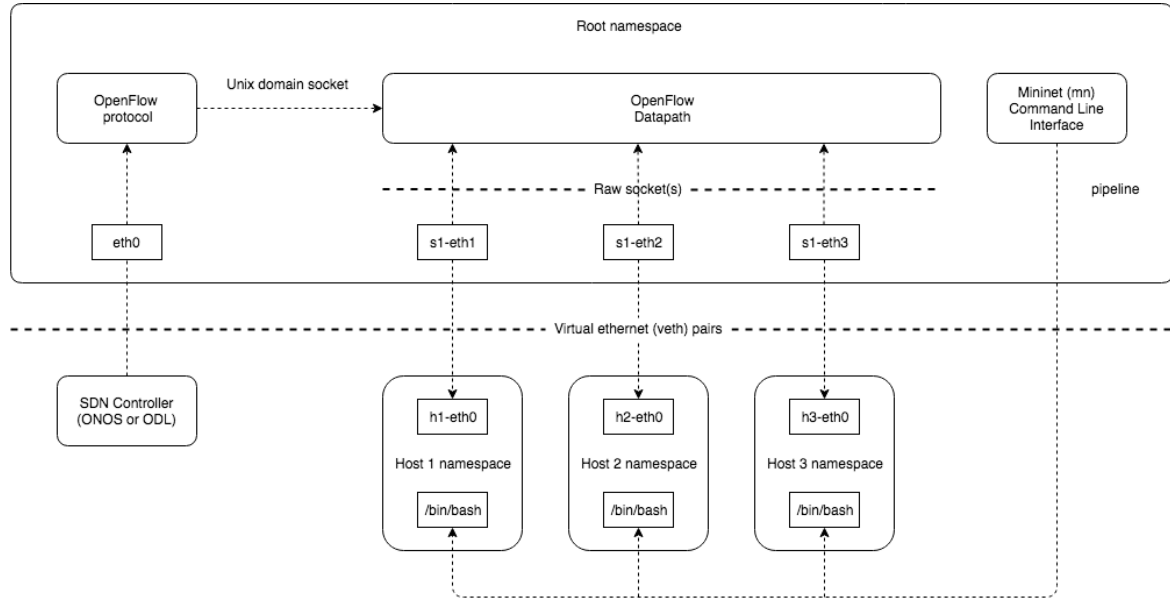 Root namespace
OpenFlow
protocol
Unix domain socket
OpenFlow
Datapath
Mininet (mn)
Command Line
Interface
Raw socket(s)
pipeline
eth0
s1-eth1
s1-eth2
s1-eth3
Virtual ethernet (veth) pairs
SDN Controller
(ONOS or ODL)
h1-eth0
h2-eth0
h3-eth0
Host 1 namespace
Host 2 namespace
Host 3 namespace
/bin/bash
/bin/bash
/bin/bash